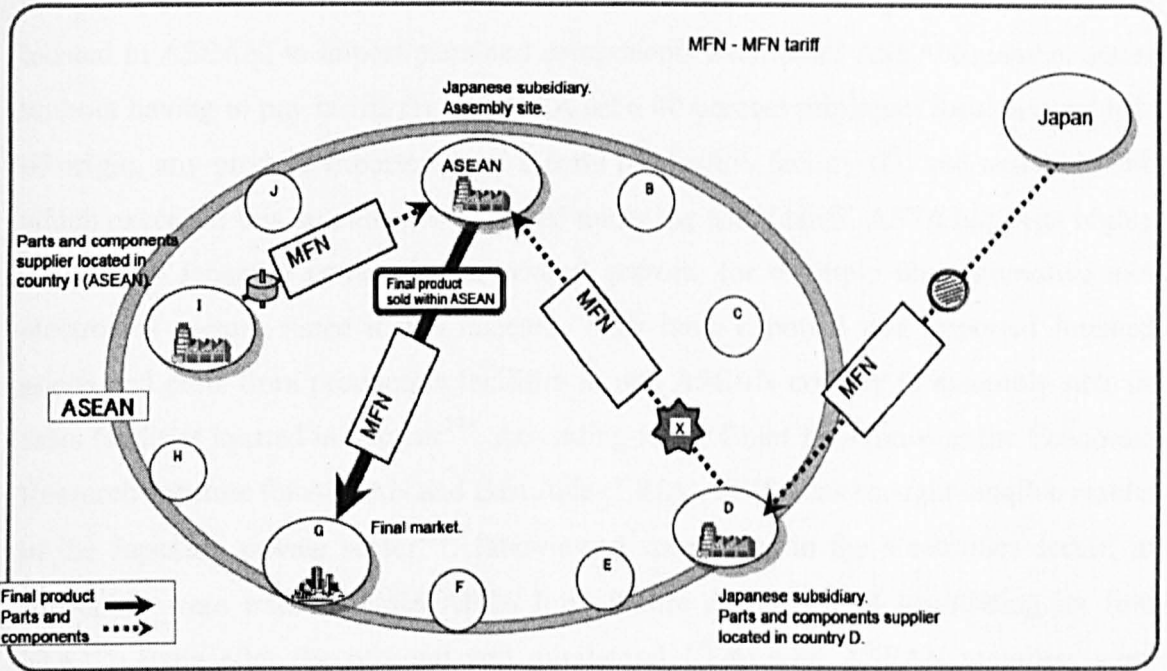 MFN - MFN tariff
Japanese subsidiary.
Assembly site.
Japan
ASEAN
J
B
MFN
Parts and components
supplier located in
country I (ASEAN).
I
Final product
sold within ASEAN
MFN
C
MFN
MFN
ASEAN
X
H
D
G
Final market.
F
E
Final product
Parts and
components
Japanese subsidiary.
Parts and components supplier
located in country D.